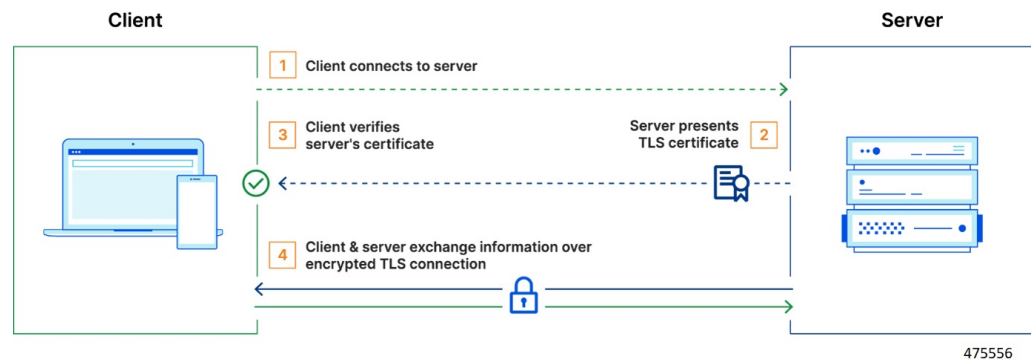 Client
Server
1
Client connects to server
3
Client verifies
server's certificate
Server presents
TLS certificate
2
4
Client & server exchange information over
encrypted TLS connection
475556